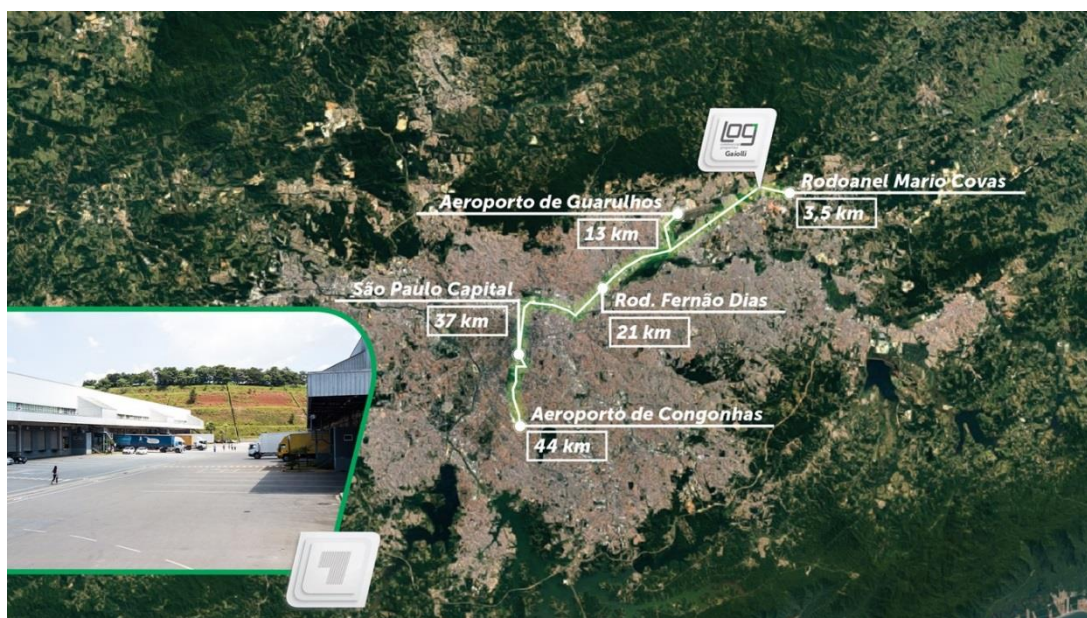 Log
Gaiolli
Rodoanel Mario Covas
3,5 km
Aeroporto de Guarulhos
13 km
São Paulo Capital
37 km
Rod. Fernão Dias
21 km
Aeroporto de Congonhas
44 km